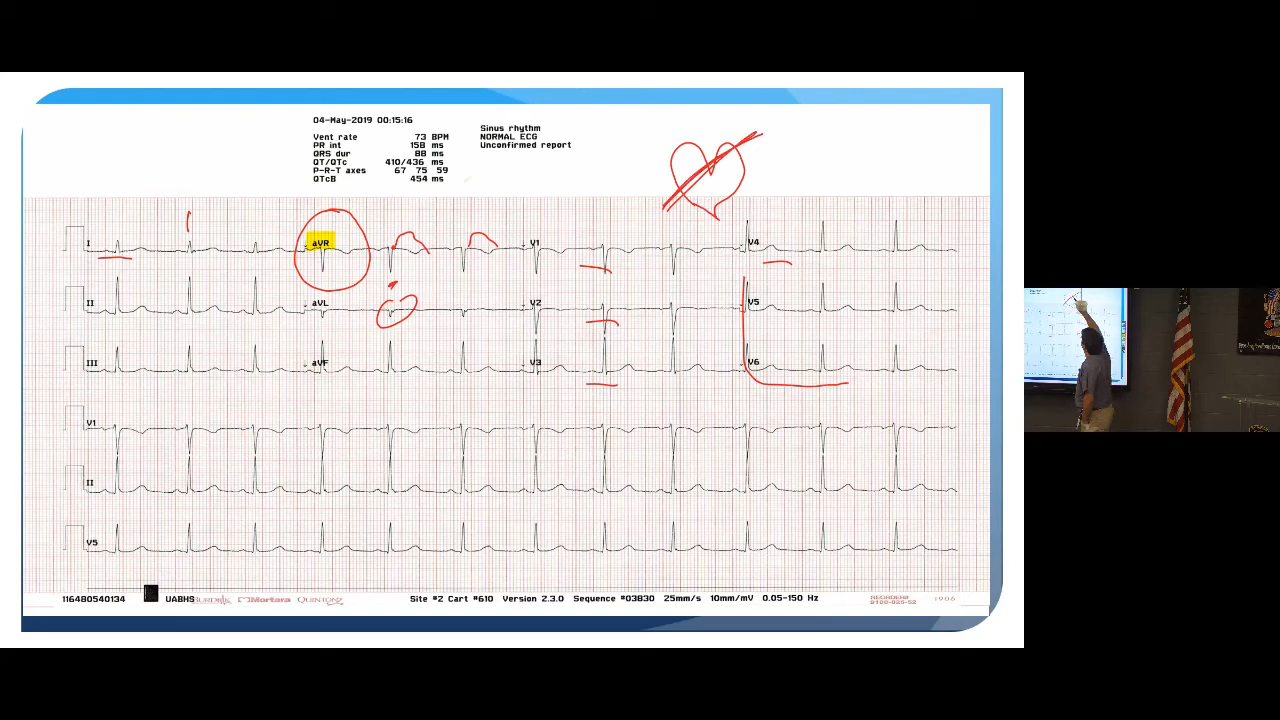 04-May-2019 00:15:16
Vent rate 73 BPM
PR int 158 ms
QRS dur 88 ms
QT/QTc 410/436 ms
P-R-T axes 67 75 59
QTcB 454 ms
Sinus rhythm
NORMAL ECG
Unconfirmed report
I aVR V1 V4
II aVL V2 V5
III aVF V3 V6
V1
II
V5
116480540134 UABHS BURDICK Mortara QUINTON Site #2 Cart #610 Version 2.3.0 Sequence #03830 25mm/s 10mm/mV 0.05-150 Hz